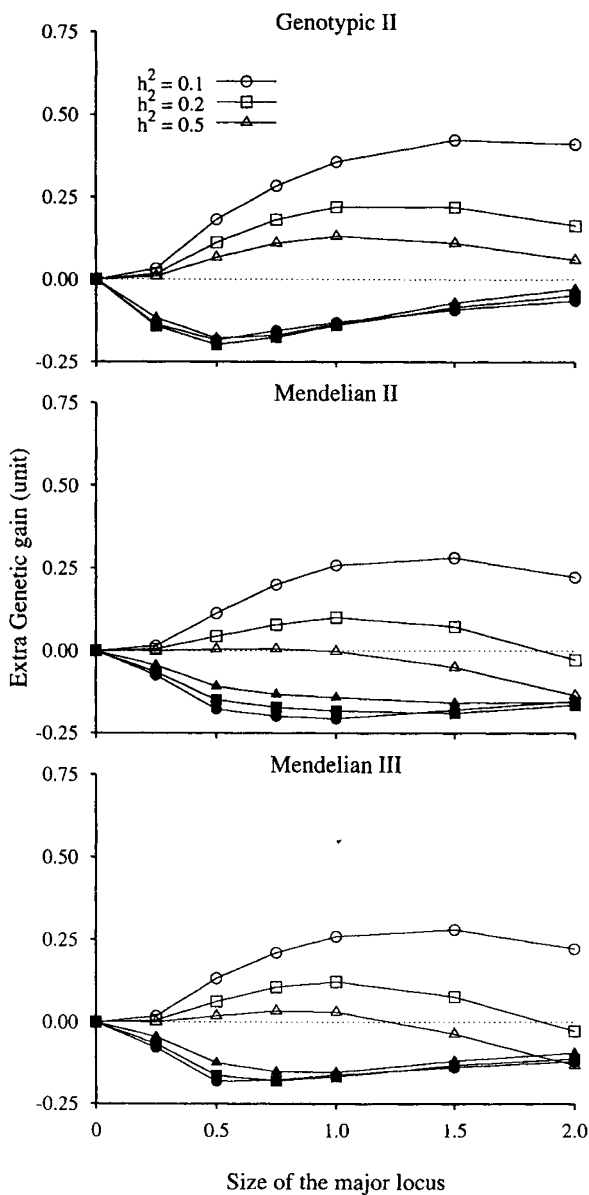 Genotypic II
0.75
h² = 0.1
h² = 0.2
h² = 0.5
0.50
0.25
0.00
-0.25
Mendelian II
0.75
0.50
0.25
0.00
-0.25
Extra Genetic gain (unit)
Mendelian III
0.75
0.50
0.25
0.00
-0.25
0 0.5 1.0 1.5 2.0
Size of the major locus